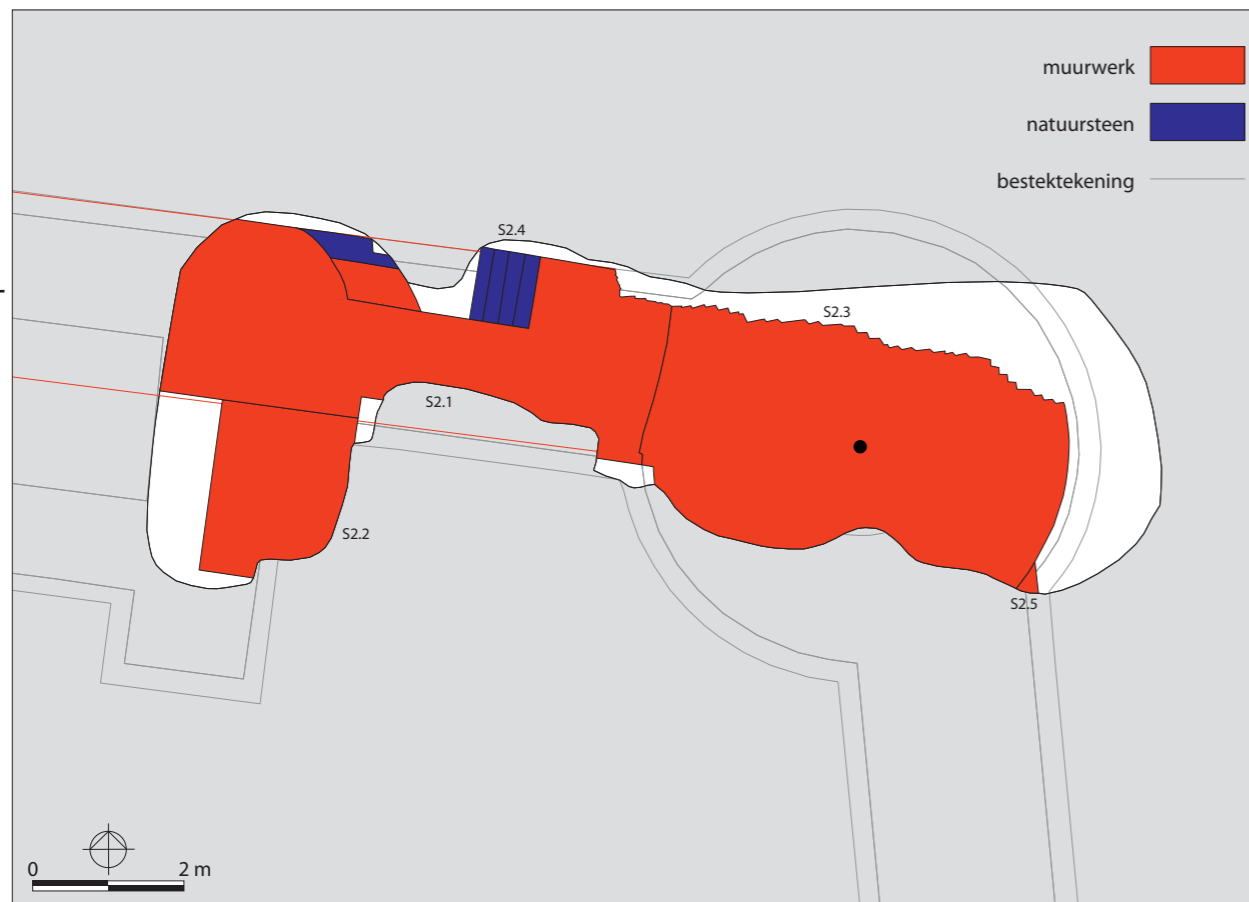 muurwerk
natuursteen
bestektekening
S2.4
S2.3
S2.1
S2.2
S2.5
0 2 m